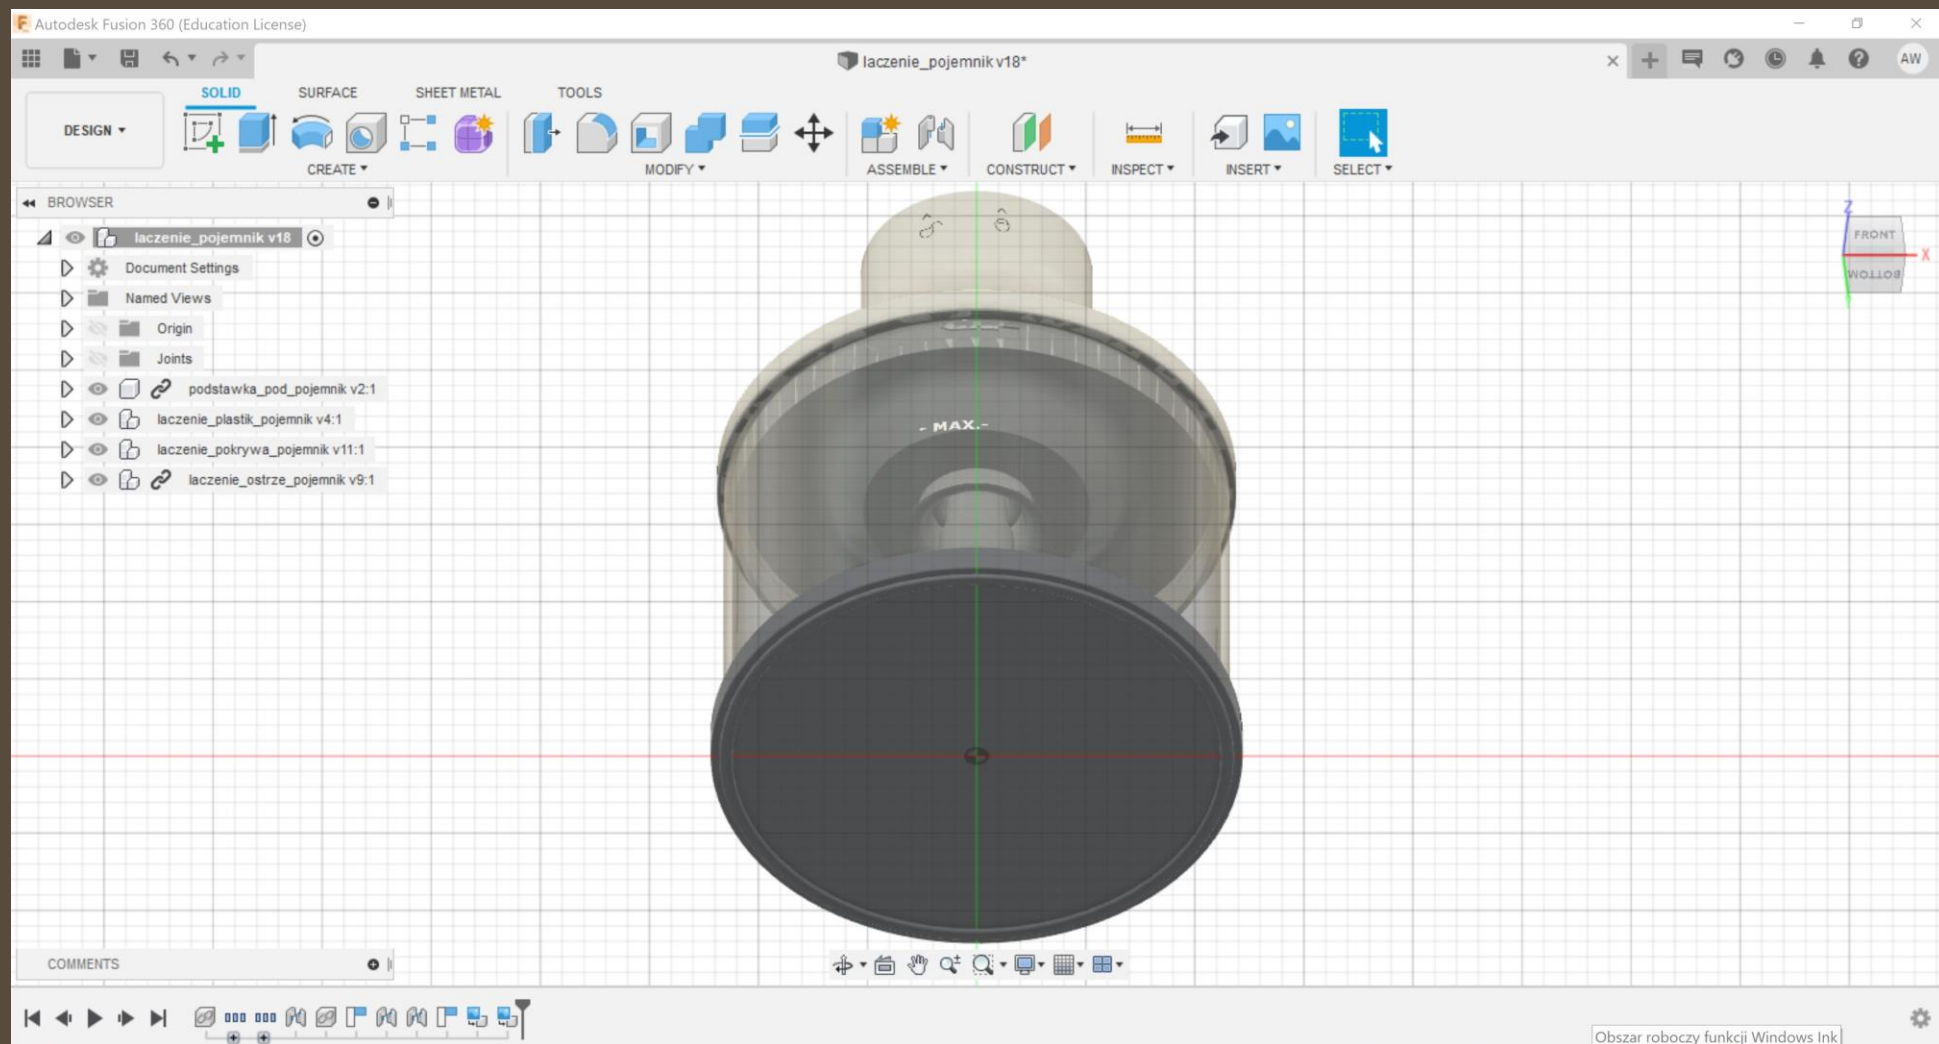 Autodesk Fusion 360 (Education License)
laczenie_pojemnik v18*
AW
DESIGN
SOLID
SURFACE
SHEET METAL
TOOLS
CREATE
MODIFY
ASSEMBLE
CONSTRUCT
INSPECT
INSERT
SELECT
BROWSER
laczenie_pojemnik v18
Document Settings
Named Views
Origin
Joints
podstawka_pod_pojemnik v2:1
laczenie_plastik_pojemnik v4:1
laczenie_pokrywa_pojemnik v11:1
laczenie_ostrze_pojemnik v9:1
- MAX.-
Z
FRONT
X
BOTTOM
COMMENTS
Obszar roboczy funkcji Windows Ink